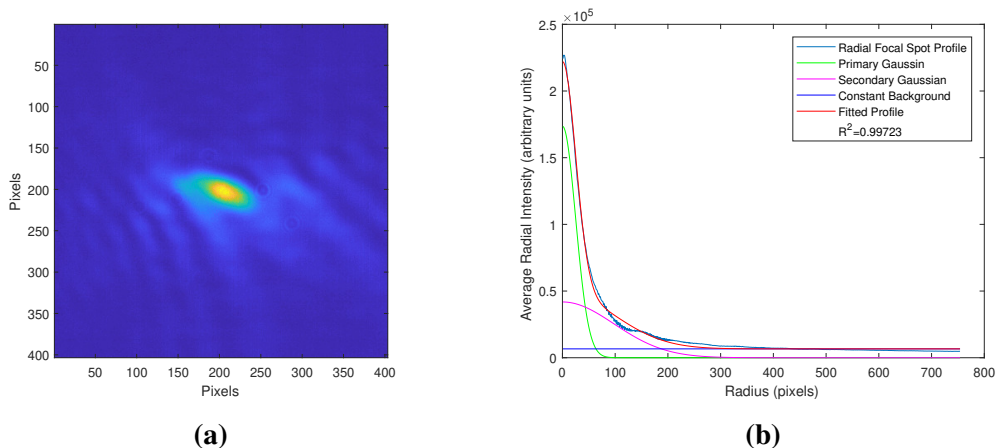 50
100
150
200
250
300
350
400
50 100 150 200 250 300 350 400
Pixels
Pixels
(a)
×10⁵
2.5
2
1.5
1
0.5
0
0 100 200 300 400 500 600 700 800
Average Radial Intensity (arbitrary units)
Radius (pixels)
Radial Focal Spot Profile
Primary Gaussin
Secondary Gaussian
Constant Background
Fitted Profile
R²=0.99723
(b)